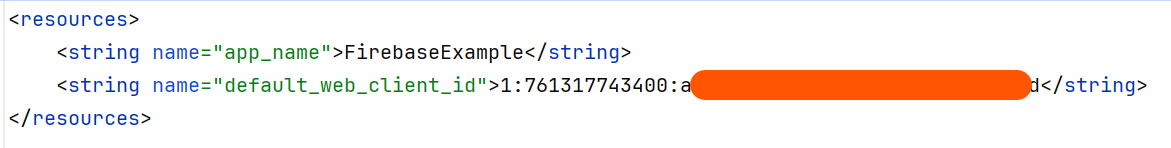 <resources>
<string name="app_name">FirebaseExample</string>
<string name="default_web_client_id">1:761317743400:a d</string>
</resources>